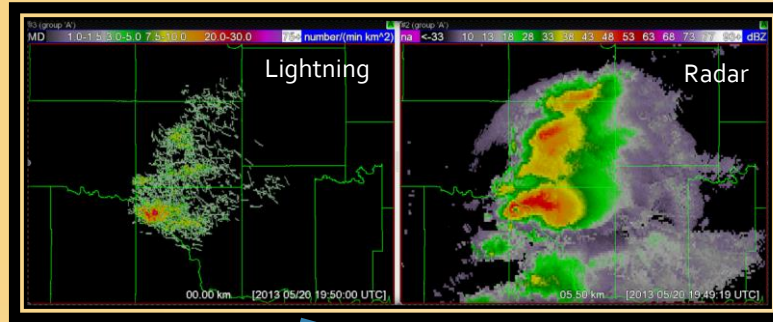 #3 (group 'A')
MD 1.0-1.5 3.0-5.0 7.5-10.0 20.0-30.0 75+ number/(min km^2)
Lightning
00.00 km [2013 05/20 19:50:00 UTC]
#2 (group 'A')
na <-33 10 13 18 28 33 38 43 48 53 63 68 73 77 93+ dBZ
Radar
05.50 km [2013 05/20 19:49:19 UTC]